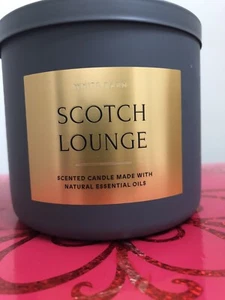 SCOTCH
LOUNGE
SCENTED CANDLE MADE WITH
NATURAL ESSENTIAL OILS